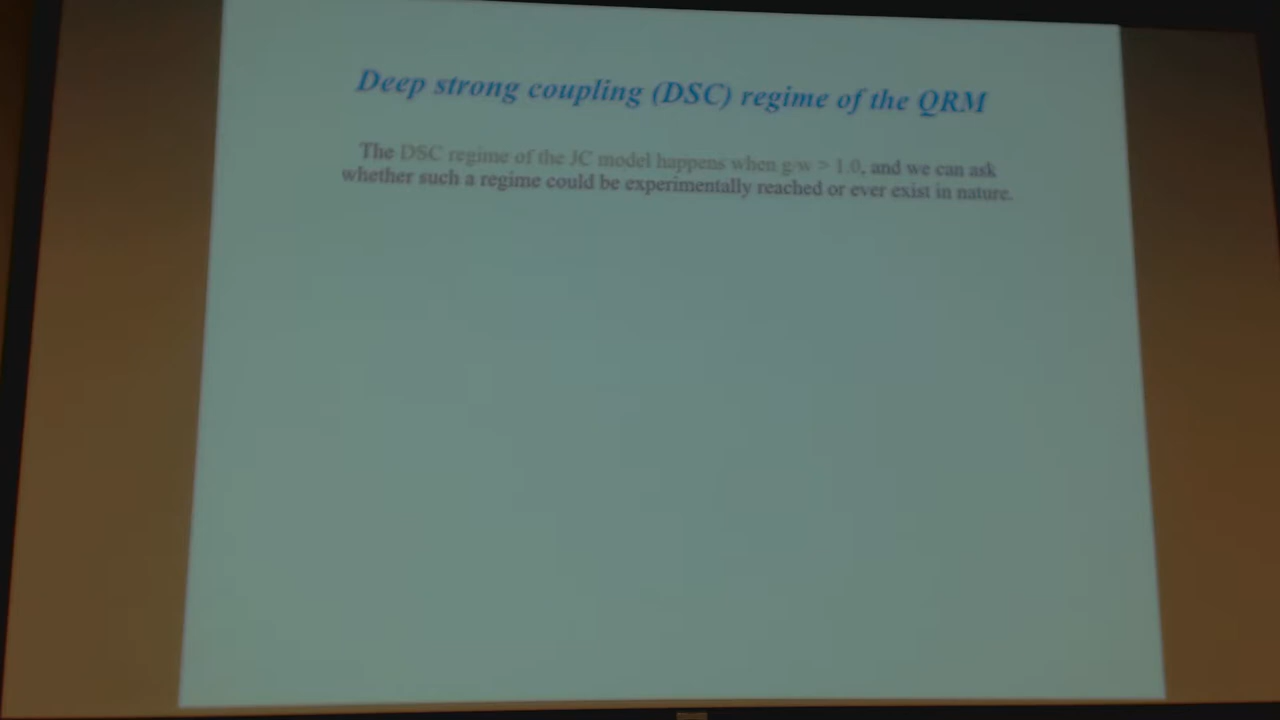 Deep strong coupling (DSC) regime of the QRM
The DSC regime of the JC model happens when g/w > 1.0, and we can ask
whether such a regime could be experimentally reached or ever exist in nature.